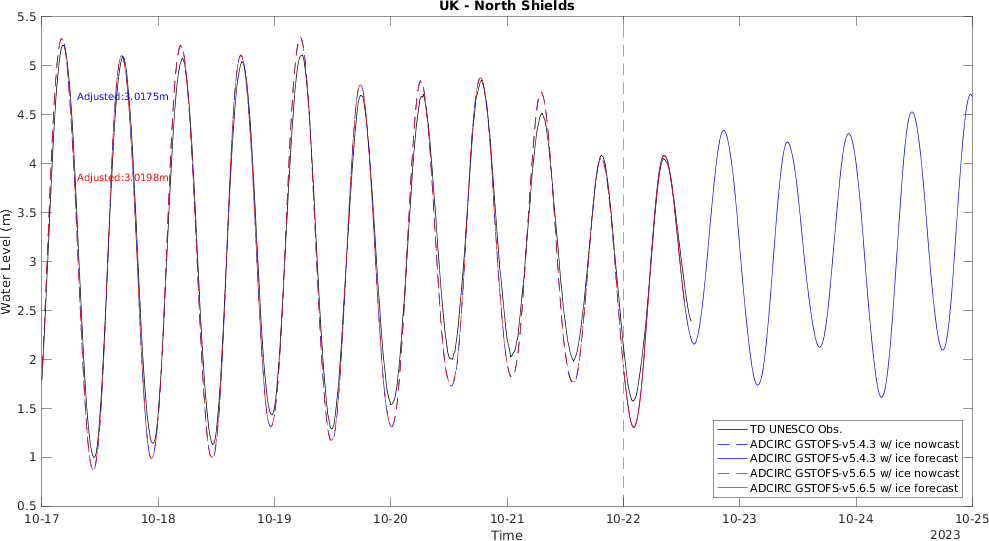 UK - North Shields
5.5
5
4.5
4
3.5
3
2.5
2
1.5
1
0.5
Water Level (m)
Adjusted:3.0175m
Adjusted:3.0198m
TD UNESCO Obs.
ADCIRC GSTOFS-v5.4.3 w/ ice nowcast
ADCIRC GSTOFS-v5.4.3 w/ ice forecast
ADCIRC GSTOFS-v5.6.5 w/ ice nowcast
ADCIRC GSTOFS-v5.6.5 w/ ice forecast
10-17 10-18 10-19 10-20 10-21 10-22 10-23 10-24 10-25
Time
2023